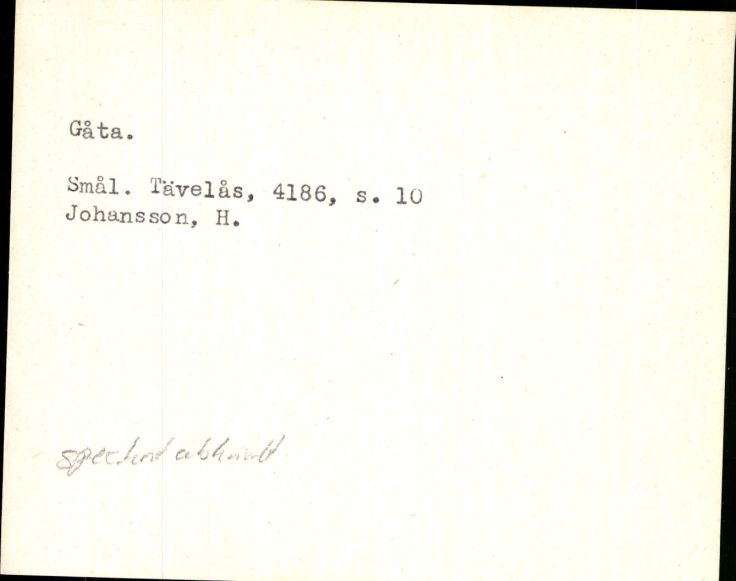 Gåta.
Smål. Tävelås, 4186, s. 10
Johansson, H.